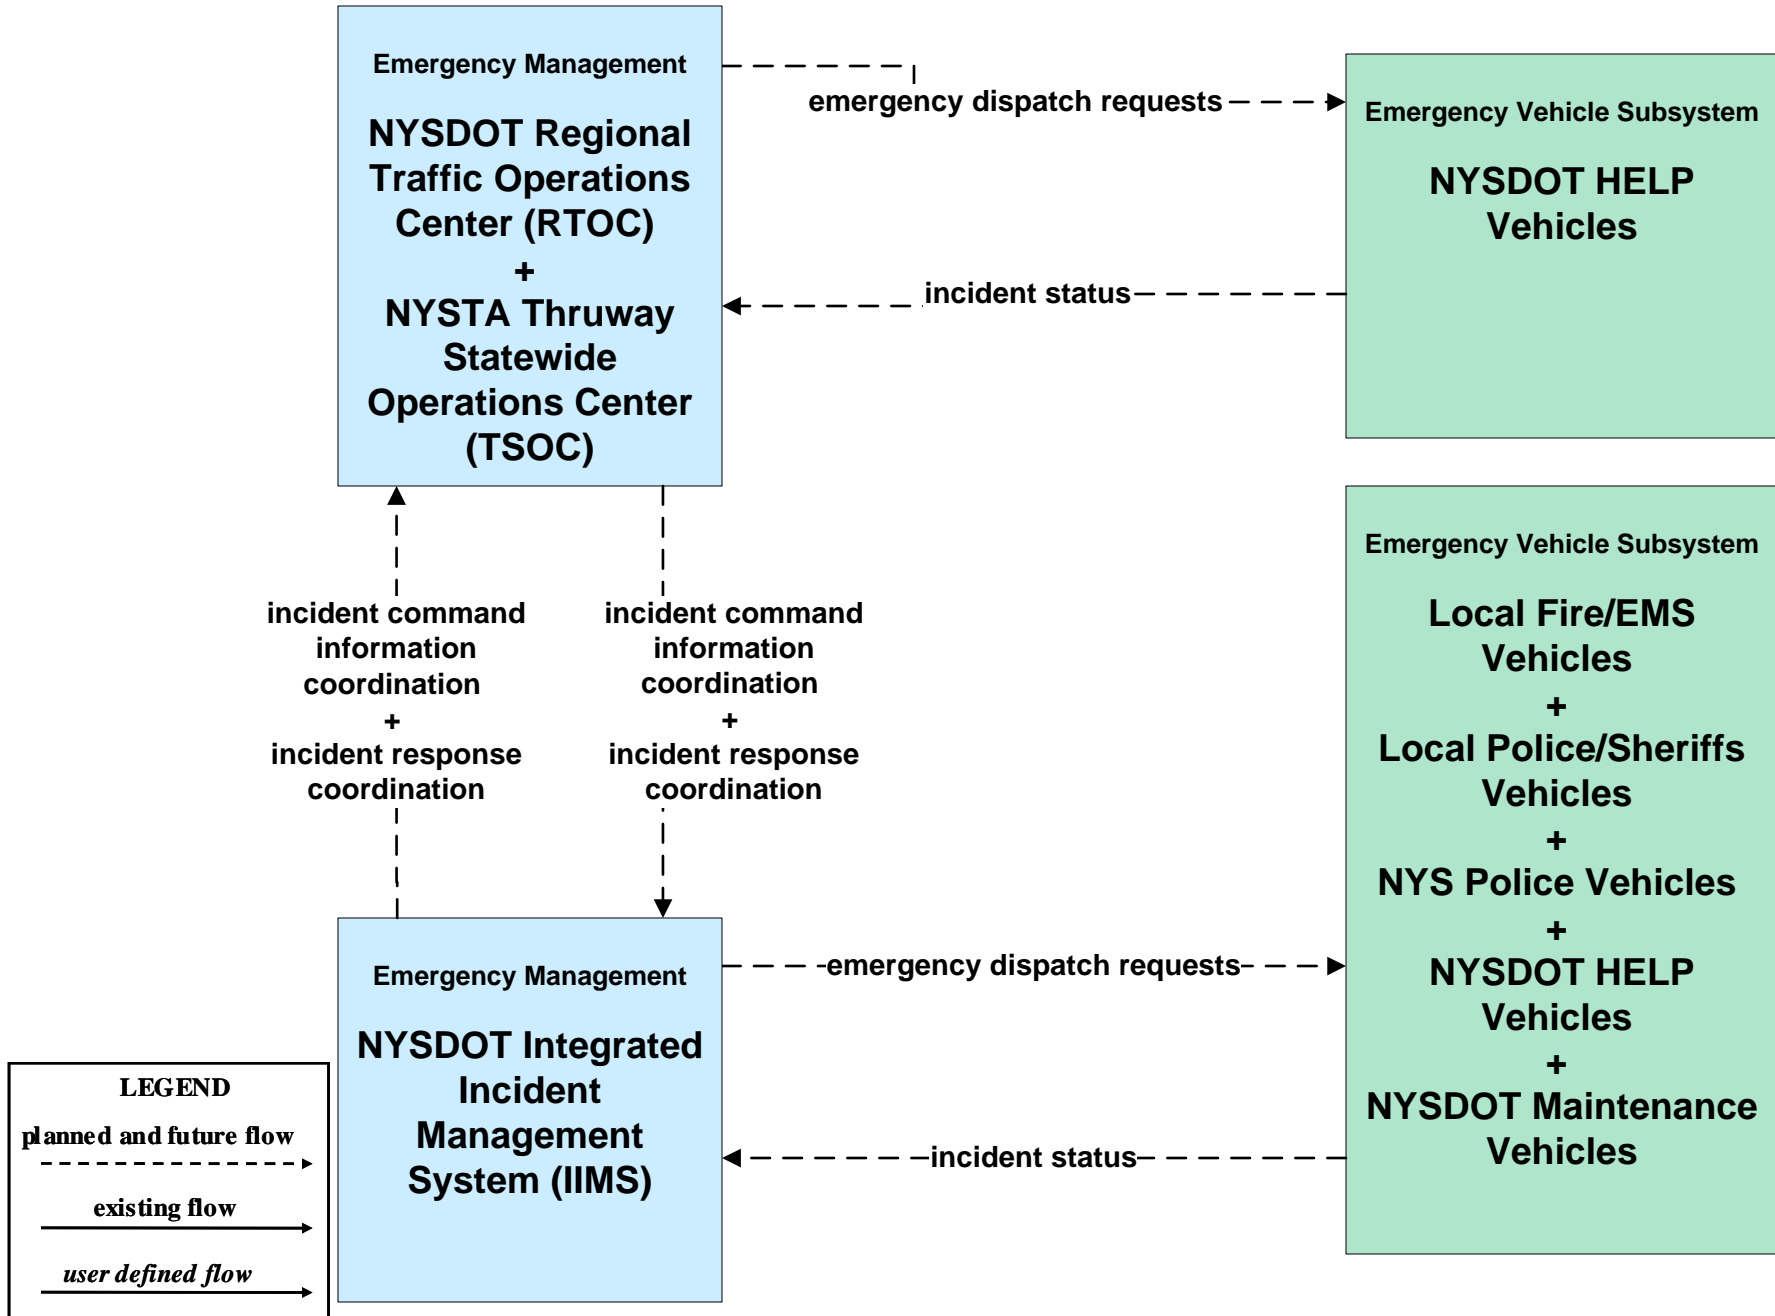 Emergency Management
NYSDOT Regional
Traffic Operations
Center (RTOC)
+
NYSTA Thruway
Statewide
Operations Center
(TSOC)
emergency dispatch requests
incident status
Emergency Vehicle Subsystem
NYSDOT HELP
Vehicles
incident command
information
coordination
+
incident response
coordination
incident command
information
coordination
+
incident response
coordination
Emergency Vehicle Subsystem
Local Fire/EMS
Vehicles
+
Local Police/Sheriffs
Vehicles
+
NYS Police Vehicles
+
NYSDOT HELP
Vehicles
+
NYSDOT Maintenance
Vehicles
Emergency Management
NYSDOT Integrated
Incident
Management
System (IIMS)
emergency dispatch requests
incident status
LEGEND
planned and future flow
existing flow
user defined flow